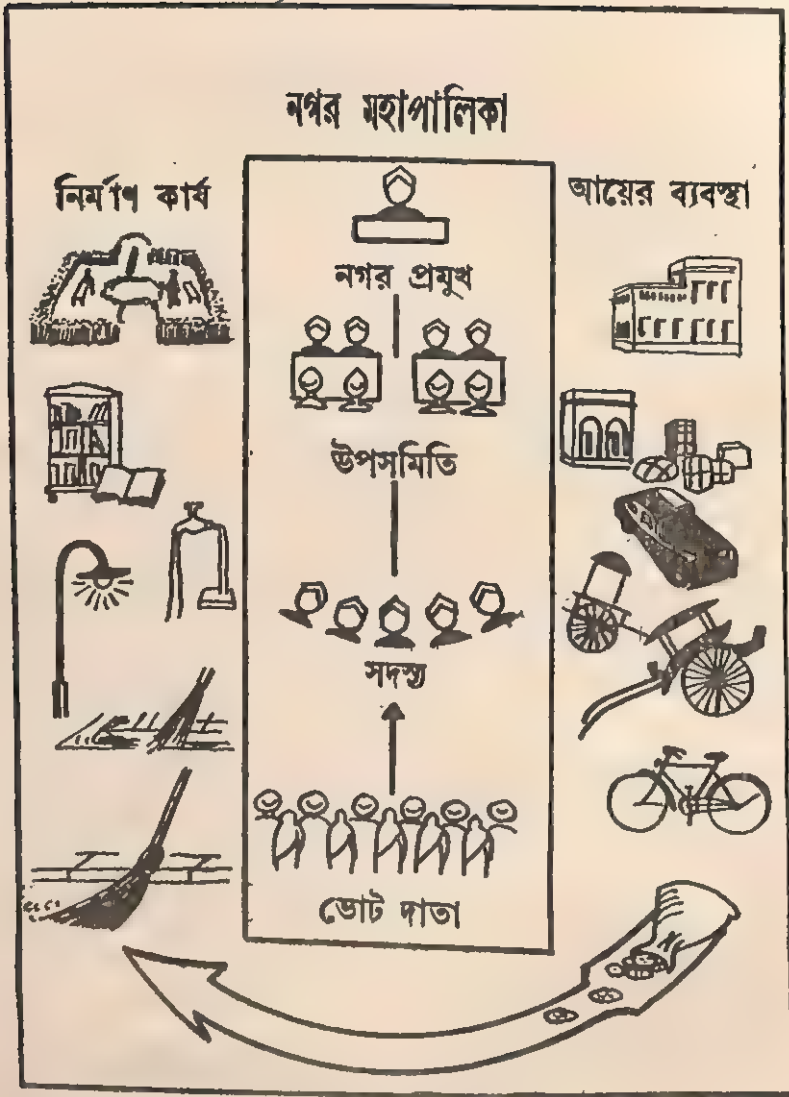 নগর মহাপালিকা
নির্মাণ কার্য
আয়ের ব্যবস্থা
নগর প্রমুখ
উপসমিতি
সদস্য
ভোট দাতা